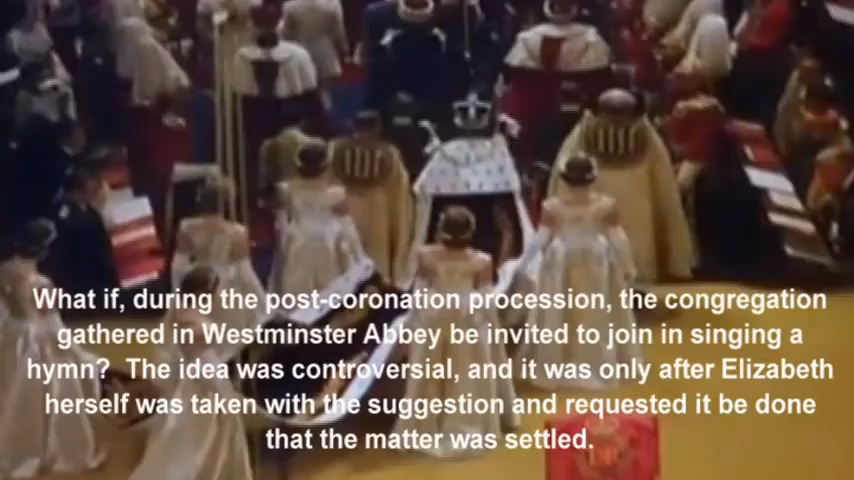 What if, during the post-coronation procession, the congregation
gathered in Westminster Abbey be invited to join in singing a
hymn?  The idea was controversial, and it was only after Elizabeth
herself was taken with the suggestion and requested it be done
that the matter was settled.